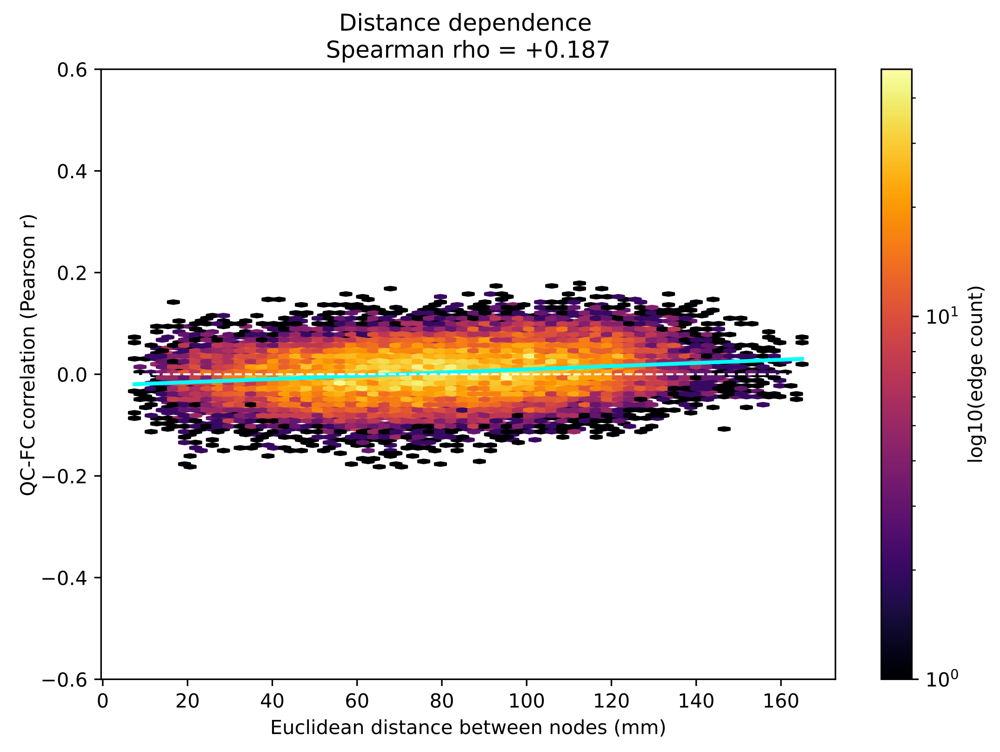 Distance dependence
Spearman rho = +0.187
0.6
0.4
0.2
0.0
−0.2
−0.4
−0.6
QC-FC correlation (Pearson r)
0 20 40 60 80 100 120 140 160
Euclidean distance between nodes (mm)
10¹
10⁰
log10(edge count)